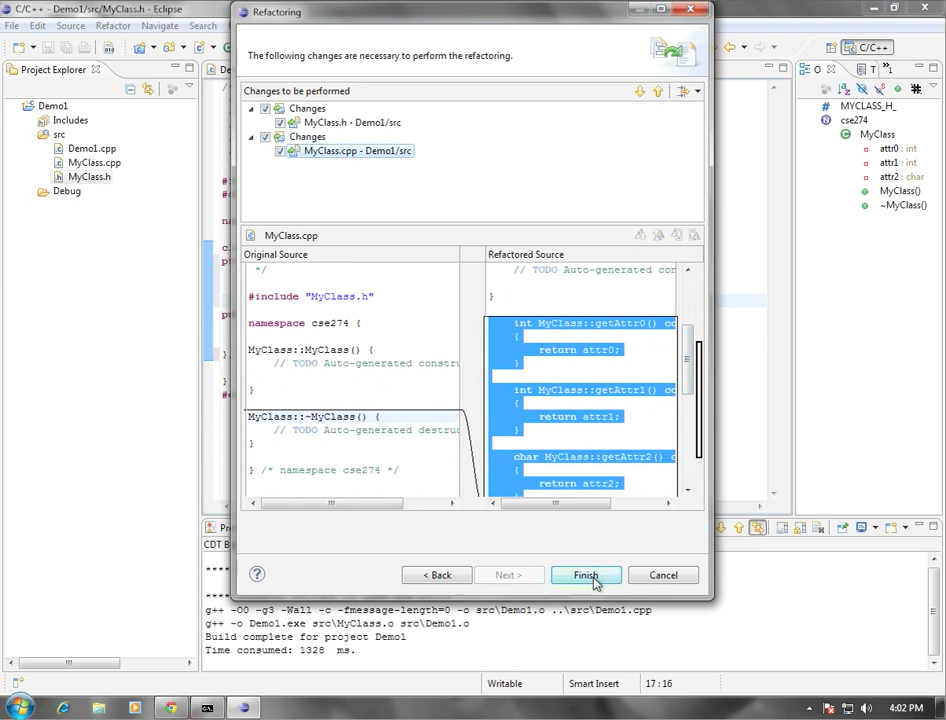 C/C++ - Demo1/src/MyClass.h - Eclipse
File Edit Source Refactor Navigate Search
Project Explorer
Demo1
Includes
src
Demo1.cpp
MyClass.cpp
MyClass.h
Debug
Refactoring
The following changes are necessary to perform the refactoring.
Changes to be performed
Changes
MyClass.h - Demo1/src
Changes
MyClass.cpp - Demo1/src
MyClass.cpp
Original Source
*/
#include "MyClass.h"
namespace cse274 {
MyClass::MyClass() {
// TODO Auto-generated constru
}
MyClass::~MyClass() {
// TODO Auto-generated destruc
}
} /* namespace cse274 */
Refactored Source
// TODO Auto-generated con
}
int MyClass::getAttr0() co
{
return attr0;
}
int MyClass::getAttr1() co
{
return attr1;
}
char MyClass::getAttr2() c
{
return attr2;
< Back Next > Finish Cancel
C/C++
O T »1
MYCLASS_H_
cse274
MyClass
attr0 : int
attr1 : int
attr2 : char
MyClass()
~MyClass()
CDT B
****
g++ -O0 -g3 -Wall -c -fmessage-length=0 -o src\Demo1.o ..\src\Demo1.cpp
g++ -o Demo1.exe src\MyClass.o src\Demo1.o
Build complete for project Demo1
Time consumed: 1328 ms.
Writable Smart Insert 17 : 16
4:02 PM